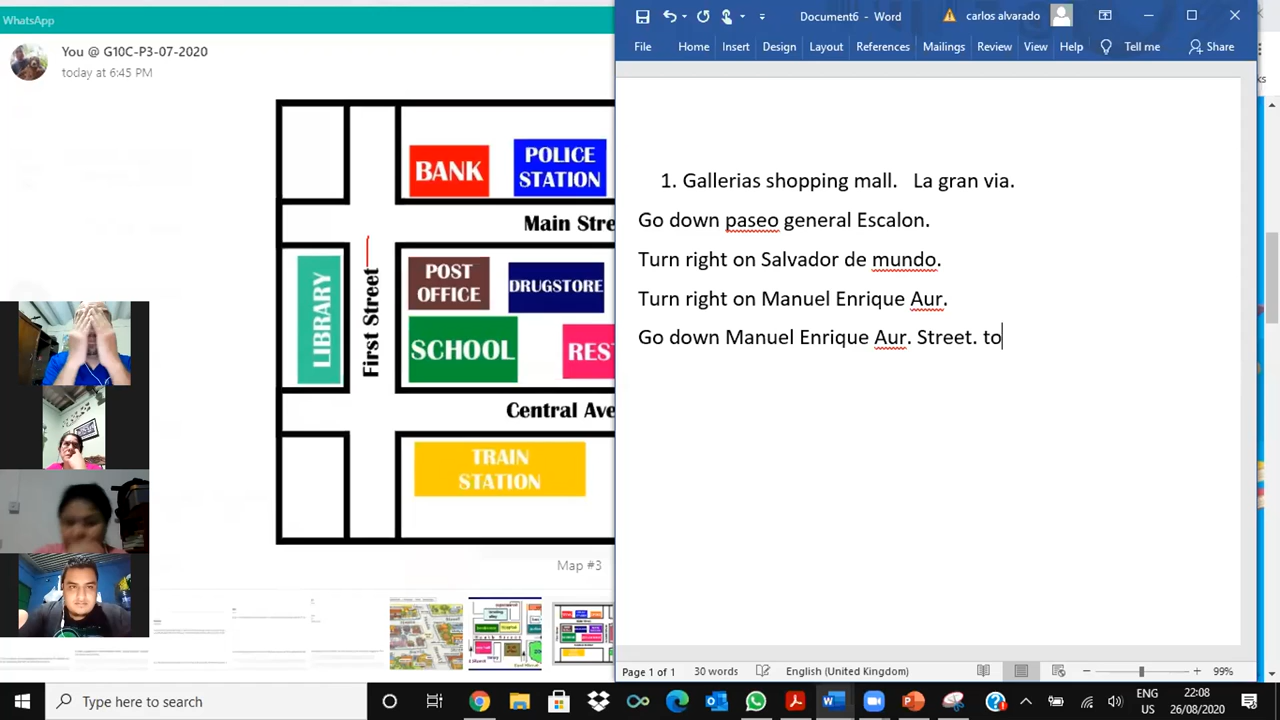 WhatsApp
You @ G10C-P3-07-2020
today at 6:45 PM
BANK
POLICE
STATION
Main Stre
LIBRARY
First Street
POST
OFFICE
DRUGSTORE
SCHOOL
RES
Central Ave
TRAIN
STATION
Map #3
Document6 - Word
carlos alvarado
File Home Insert Design Layout References Mailings Review View Help Tell me Share
1. Gallerias shopping mall. La gran via.
Go down paseo general Escalon.
Turn right on Salvador de mundo.
Turn right on Manuel Enrique Aur.
Go down Manuel Enrique Aur. Street. to
Page 1 of 1 30 words English (United Kingdom) 99%
Type here to search
ENG
22:08
26/08/2020